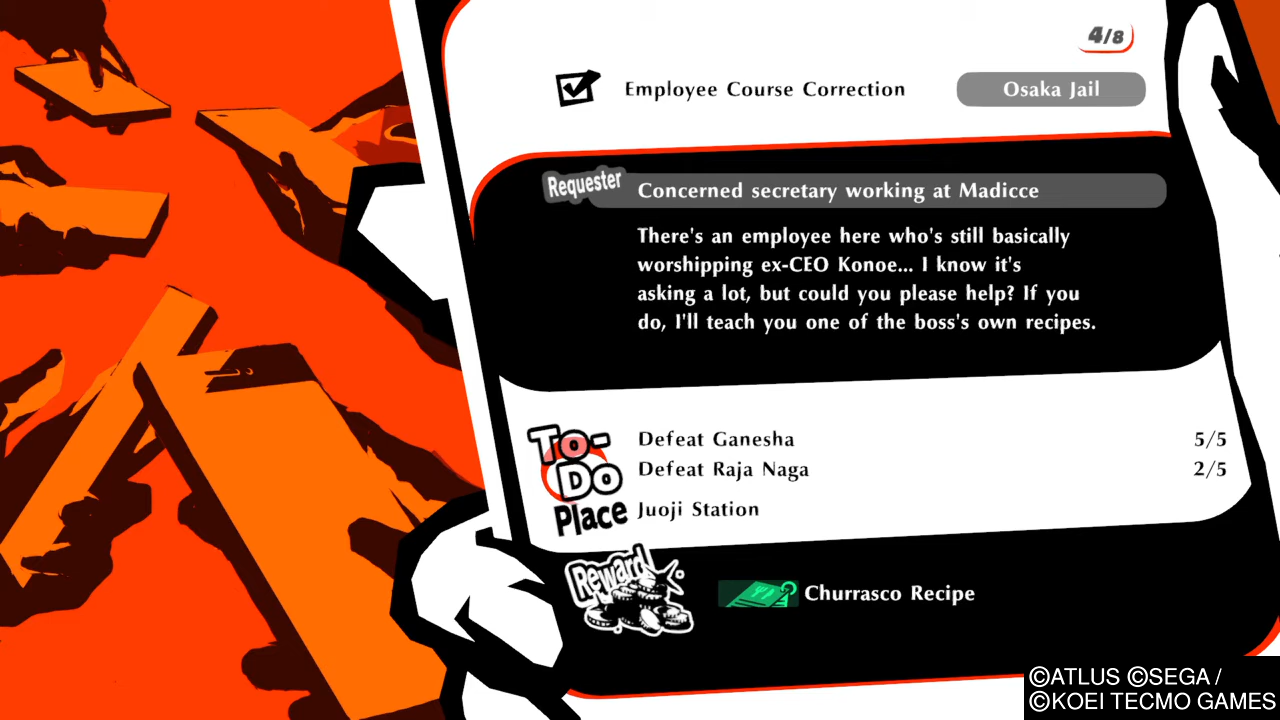 4/8
Employee Course Correction
Osaka Jail
Requester
Concerned secretary working at Madicce
There's an employee here who's still basically
worshipping ex-CEO Konoe... I know it's
asking a lot, but could you please help? If you
do, I'll teach you one of the boss's own recipes.
To-
Do
Defeat Ganesha 5/5
Defeat Raja Naga 2/5
Place Juoji Station
Reward
Churrasco Recipe
©ATLUS ©SEGA /
©KOEI TECMO GAMES